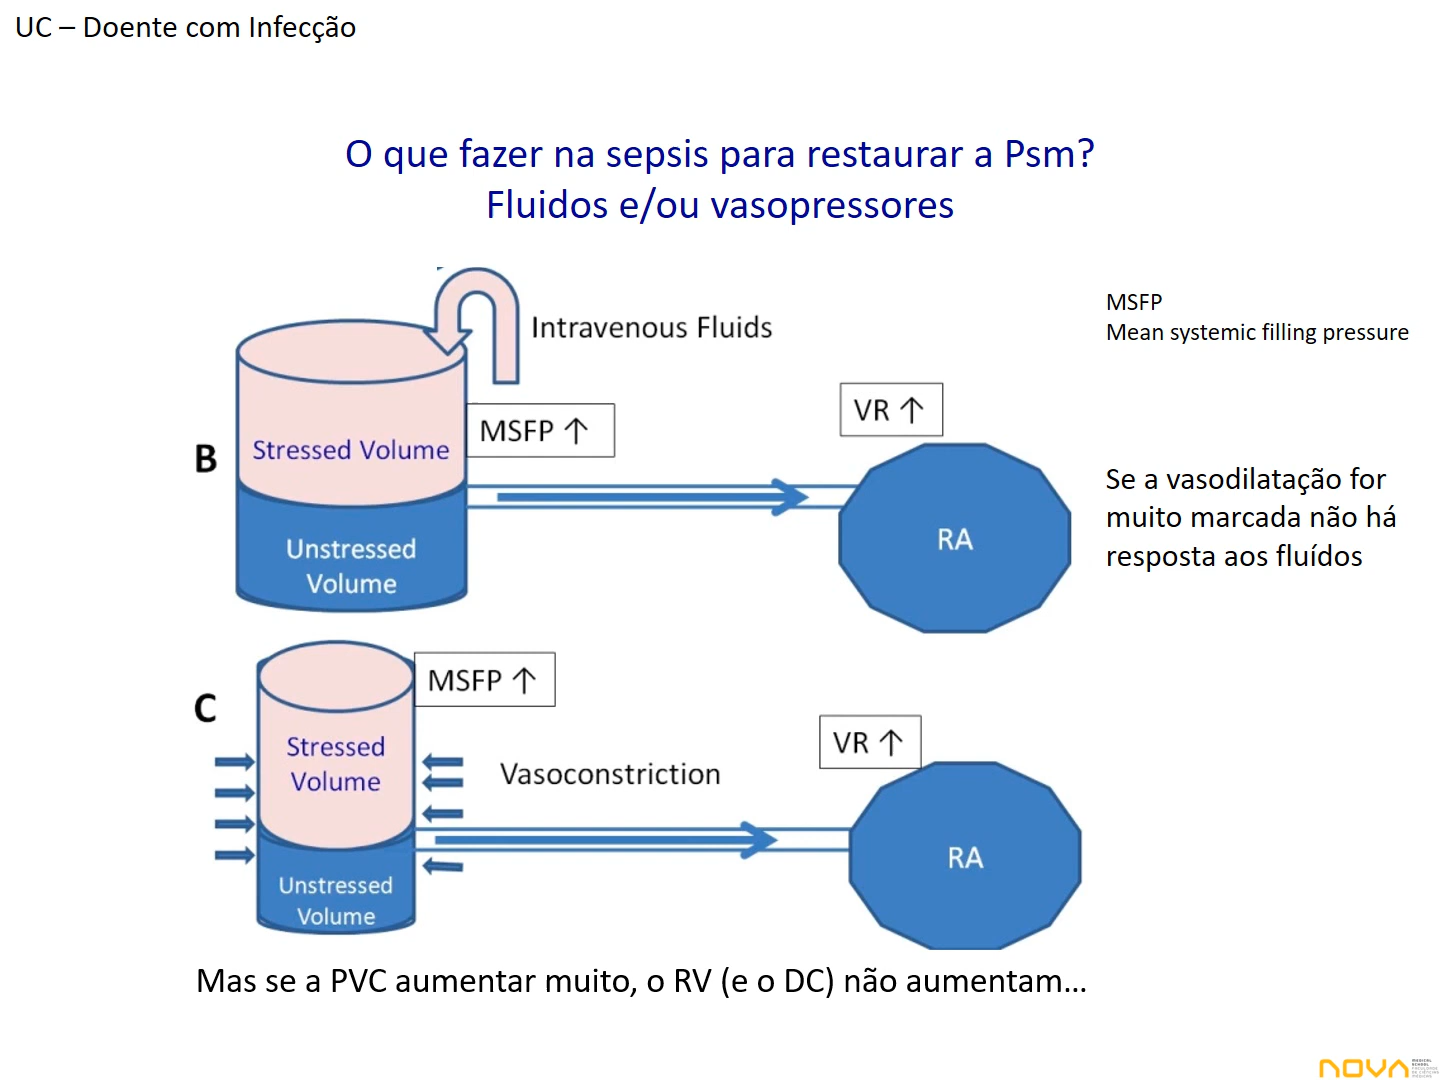 UC – Doente com Infecção
O que fazer na sepsis para restaurar a Psm?
Fluidos e/ou vasopressores
Intravenous Fluids
MSFP
Mean systemic filling pressure
VR ↑
MSFP ↑
Stressed Volume
B
Unstressed
Volume
RA
Se a vasodilatação for
muito marcada não há
resposta aos fluídos
MSFP ↑
C
Stressed
Volume
Vasoconstriction
VR ↑
RA
Unstressed
Volume
Mas se a PVC aumentar muito, o RV (e o DC) não aumentam...
NOVA
MEDICAL
SCHOOL